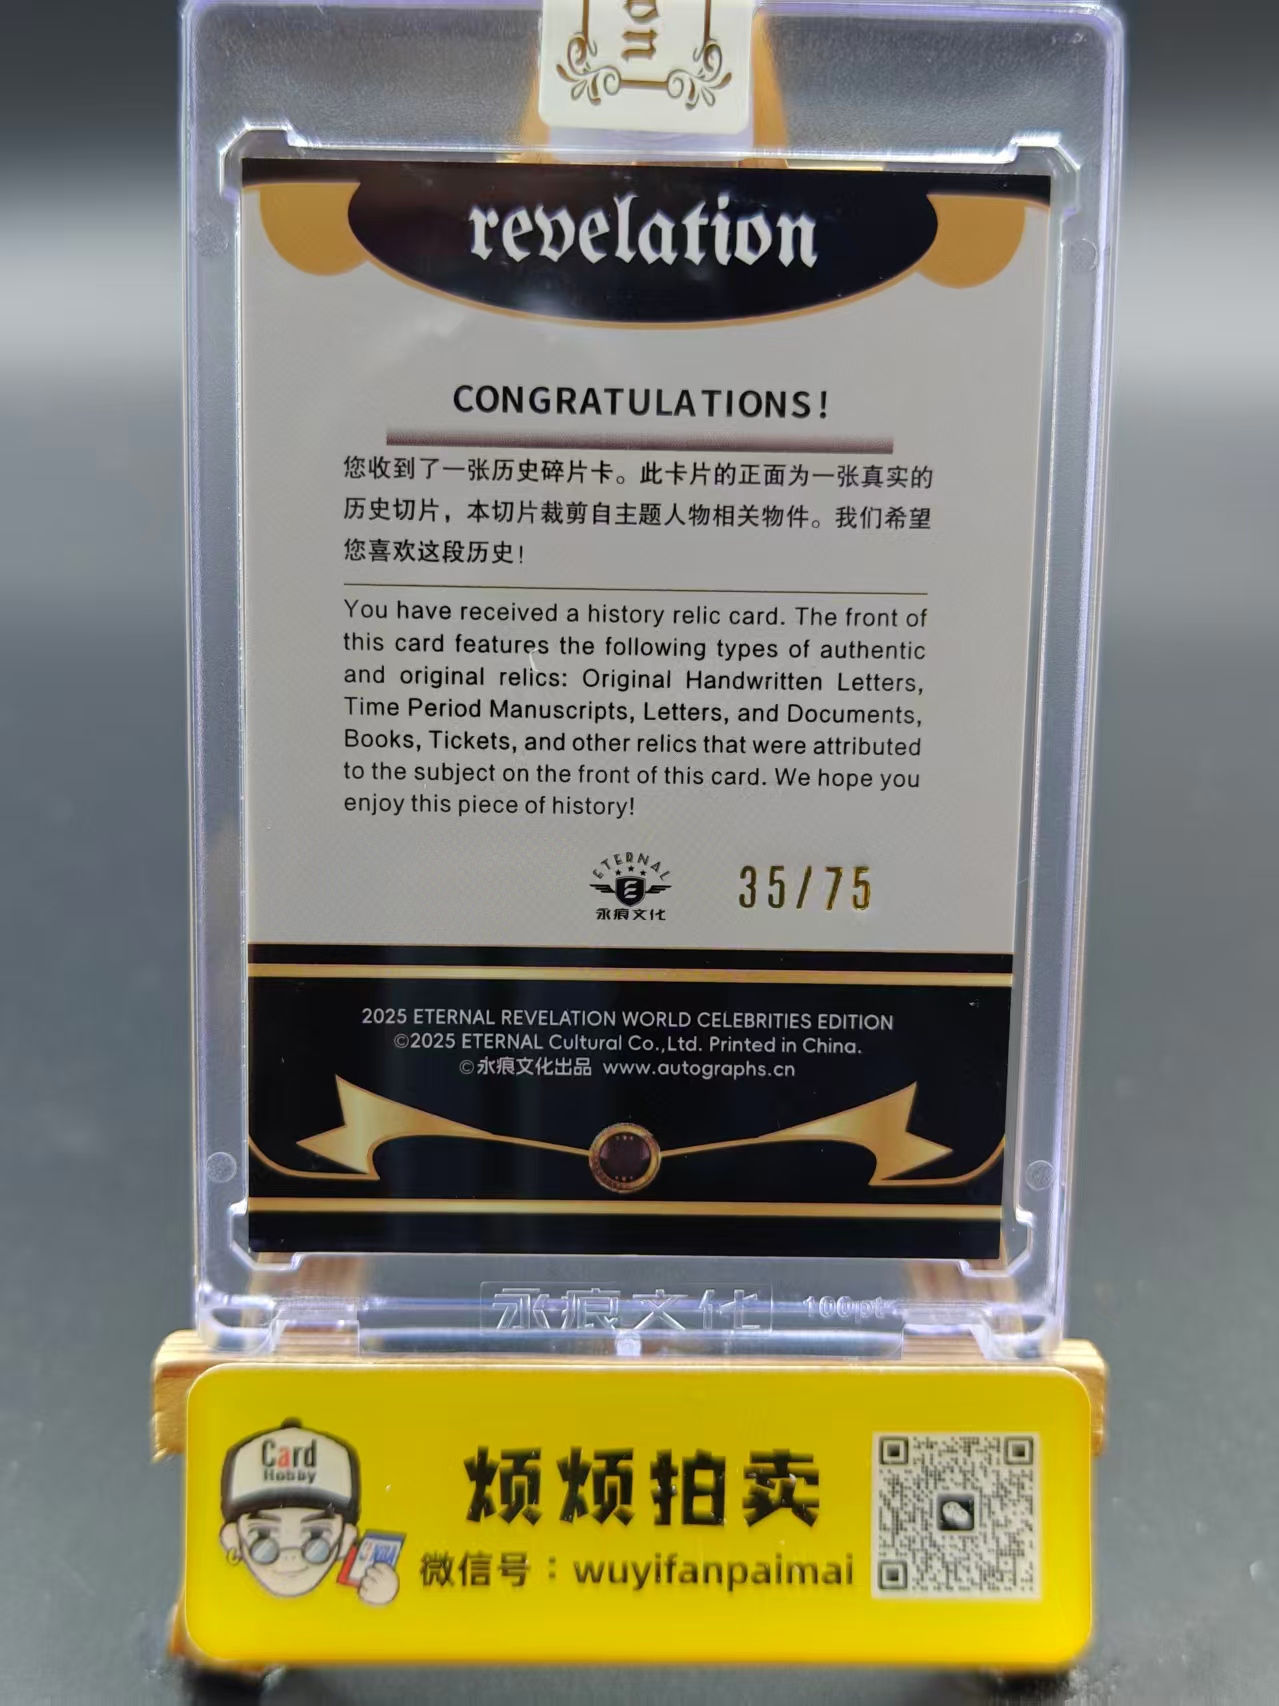 on
revelation
CONGRATULATIONS!
您收到了一张历史碎片卡。此卡片的正面为一张真实的
历史切片，本切片裁剪自主题人物相关物件。我们希望
您喜欢这段历史！
You have received a history relic card. The front of
this card features the following types of authentic
and original relics: Original Handwritten Letters,
Time Period Manuscripts, Letters, and Documents,
Books, Tickets, and other relics that were attributed
to the subject on the front of this card. We hope you
enjoy this piece of history!
ETERNAL
永痕文化
35/75
2025 ETERNAL REVELATION WORLD CELEBRITIES EDITION
©2025 ETERNAL Cultural Co.,Ltd. Printed in China.
©永痕文化出品 www.autographs.cn
永痕文化 100pt
Card
Hobby
NBA
烦烦拍卖
微信号：wuyifanpaimai